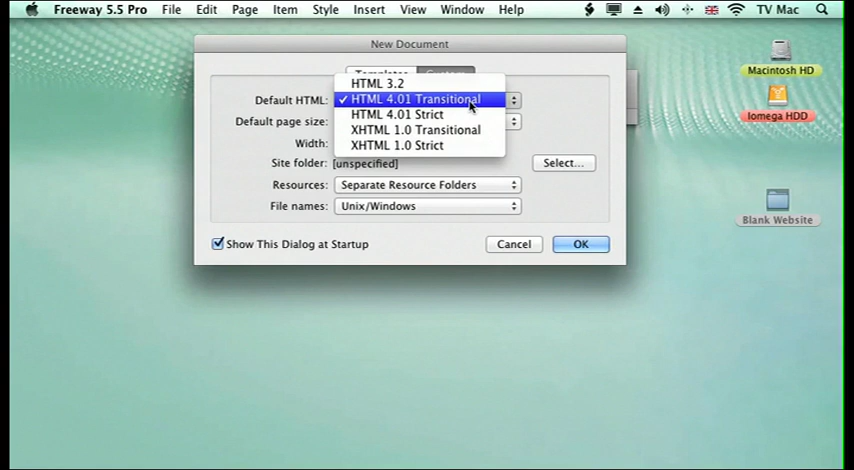 Freeway 5.5 Pro File Edit Page Item Style Insert Services Window Help TV Mac
New Document
Templates Custom
HTML 3.2
Default HTML: ✓ HTML 4.01 Transitional
HTML 4.01 Strict
Default page size:
XHTML 1.0 Transitional
Width:
XHTML 1.0 Strict
Site folder: [unspecified] Select...
Resources: Separate Resource Folders
File names: Unix/Windows
Show This Dialog at Startup Cancel OK
Macintosh HD
Iomega HDD
Blank Website